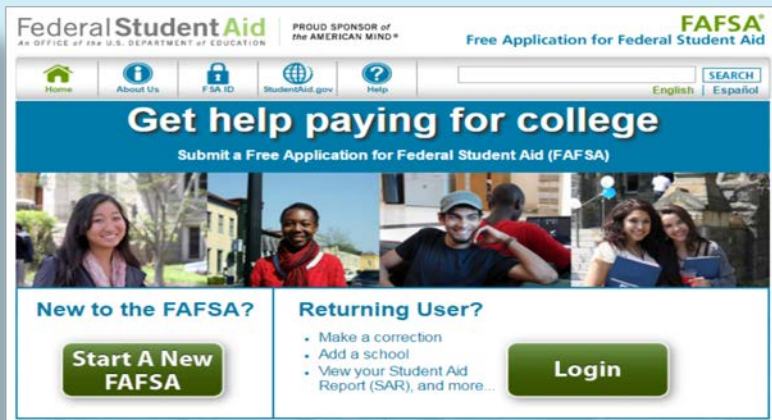 Federal Student Aid
An OFFICE of the U.S. DEPARTMENT of EDUCATION
PROUD SPONSOR of
the AMERICAN MIND®
FAFSA®
Free Application for Federal Student Aid
Home
About Us
FSA ID
StudentAid.gov
Help
SEARCH
English | Español
Get help paying for college
Submit a Free Application for Federal Student Aid (FAFSA)
New to the FAFSA?
Start A New
FAFSA
Returning User?
• Make a correction
• Add a school
• View your Student Aid
Report (SAR), and more...
Login